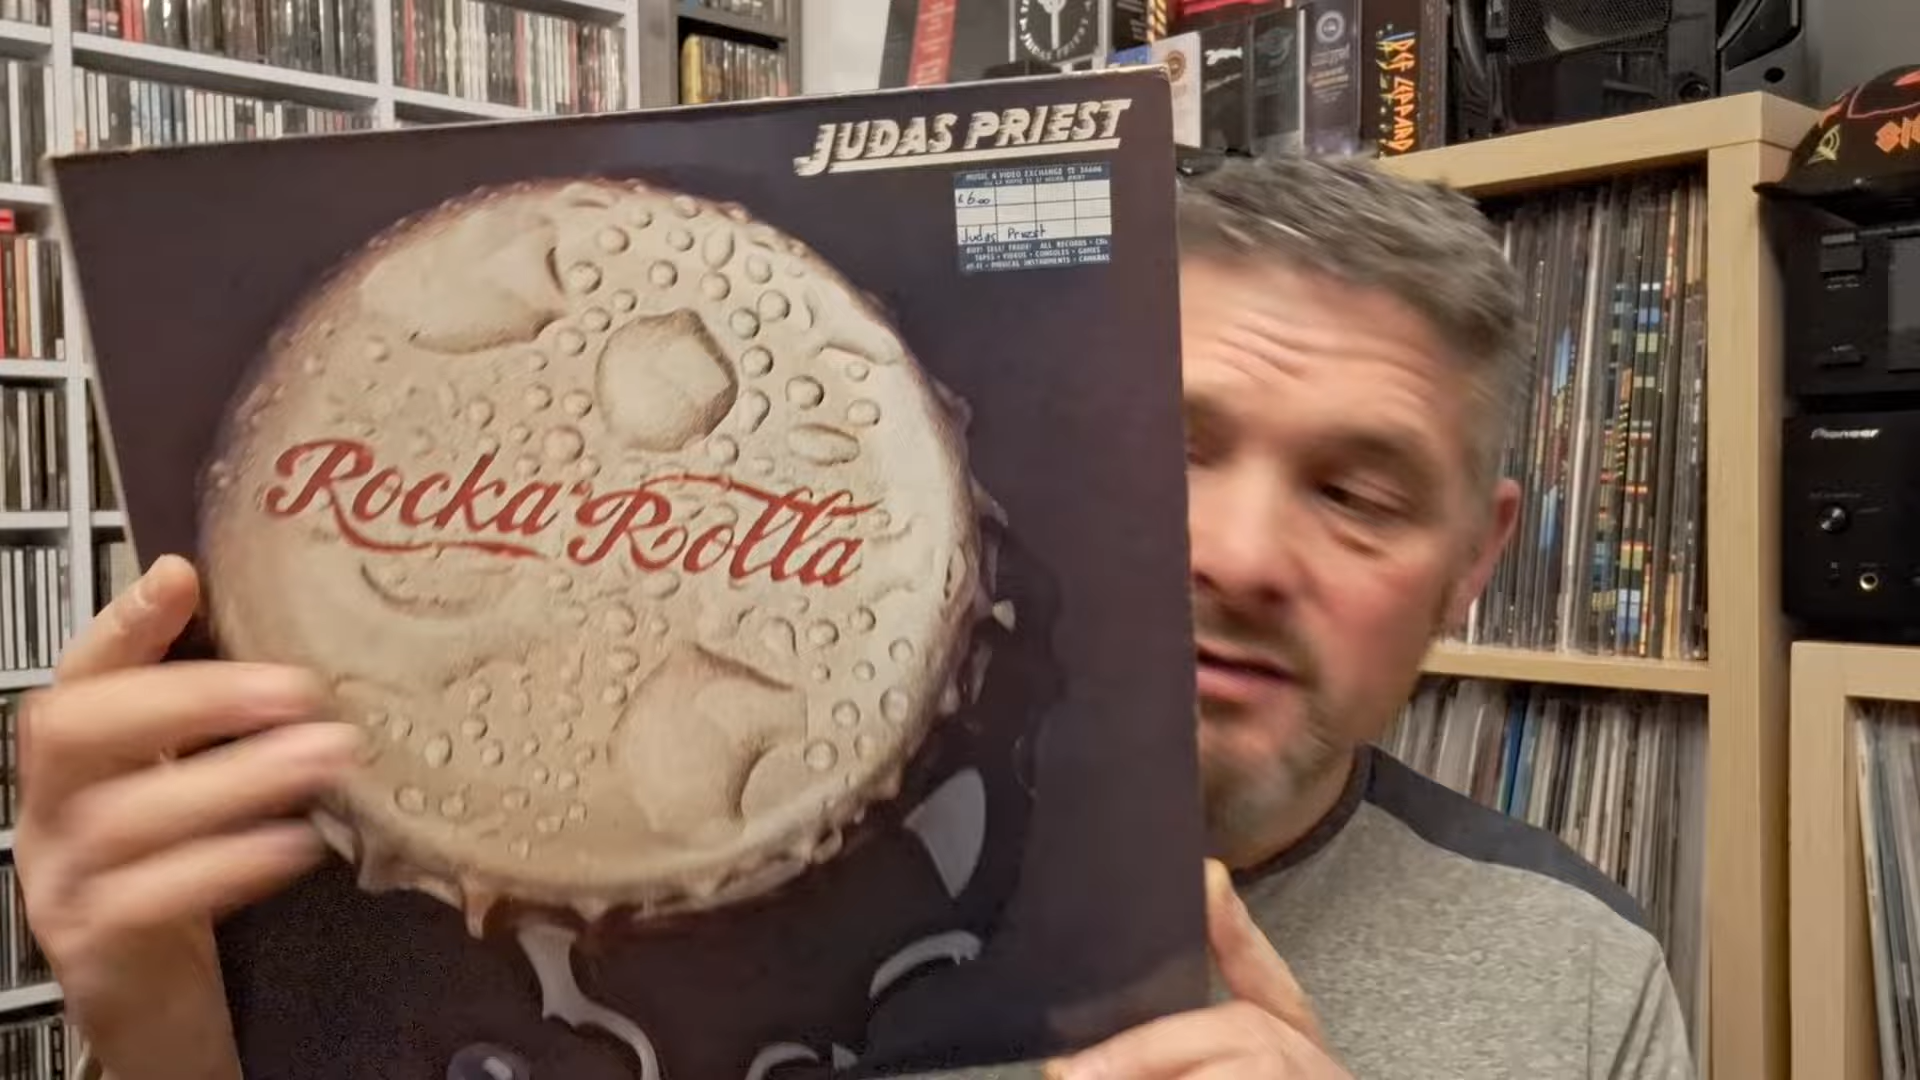 JUDAS PRIEST
MUSIC & VIDEO EXCHANGE
£6.00
Judas Priest
BUY! SELL! TRADE! ALL RECORDS • CDs
TAPES • VIDEOS • CONSOLES • GAMES
HI-FI • MUSICAL INSTRUMENTS • CAMERAS
Rocka Rolla
DEF LEPPARD
Pioneer